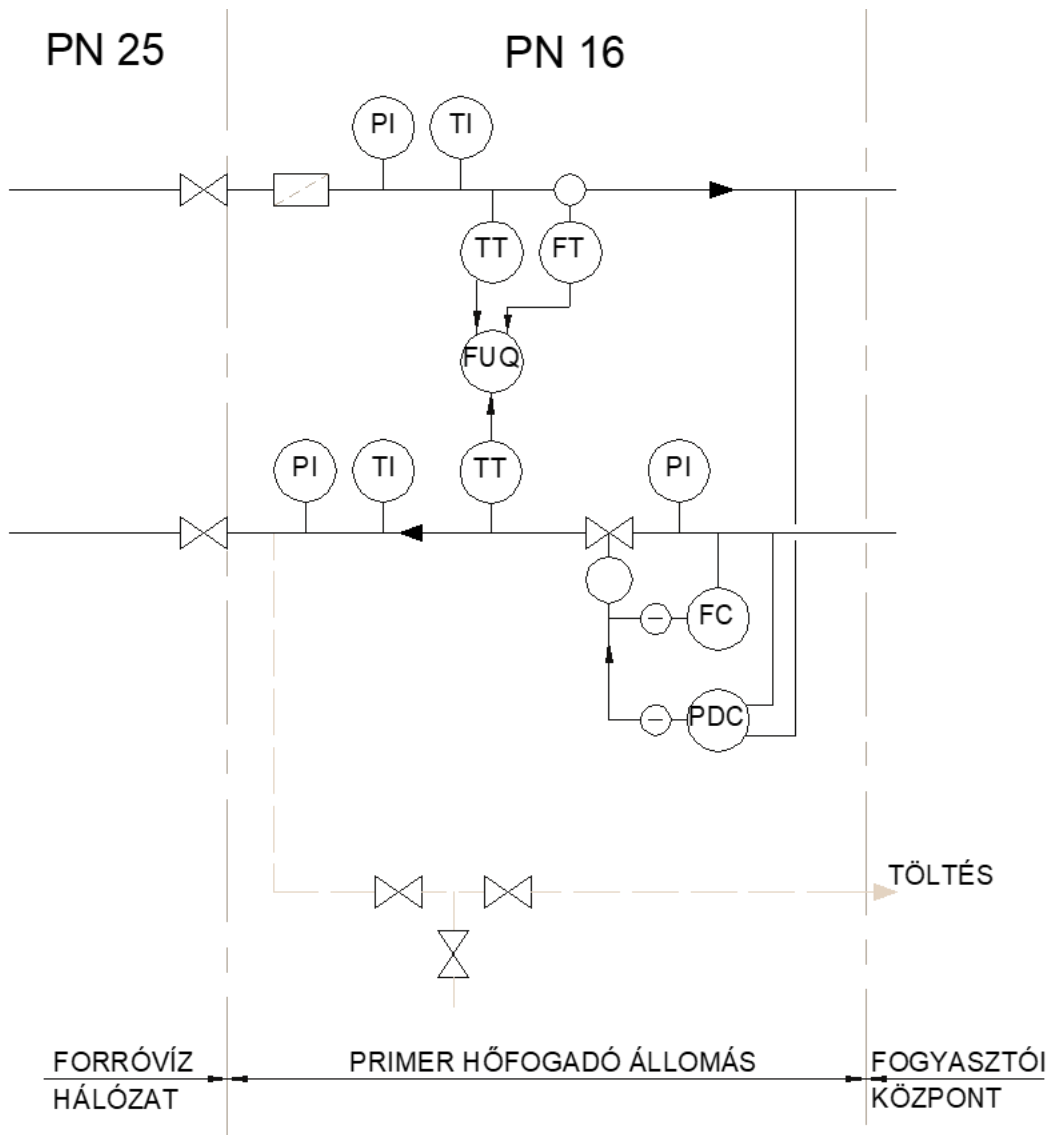 PN 25
PN 16
PI
TI
TT
FT
FUQ
PI
TI
TT
PI
FC
PDC
TÖLTÉS
FORRÓVÍZ
HÁLÓZAT
PRIMER HŐFOGADÓ ÁLLOMÁS
FOGYASZTÓI
KÖZPONT